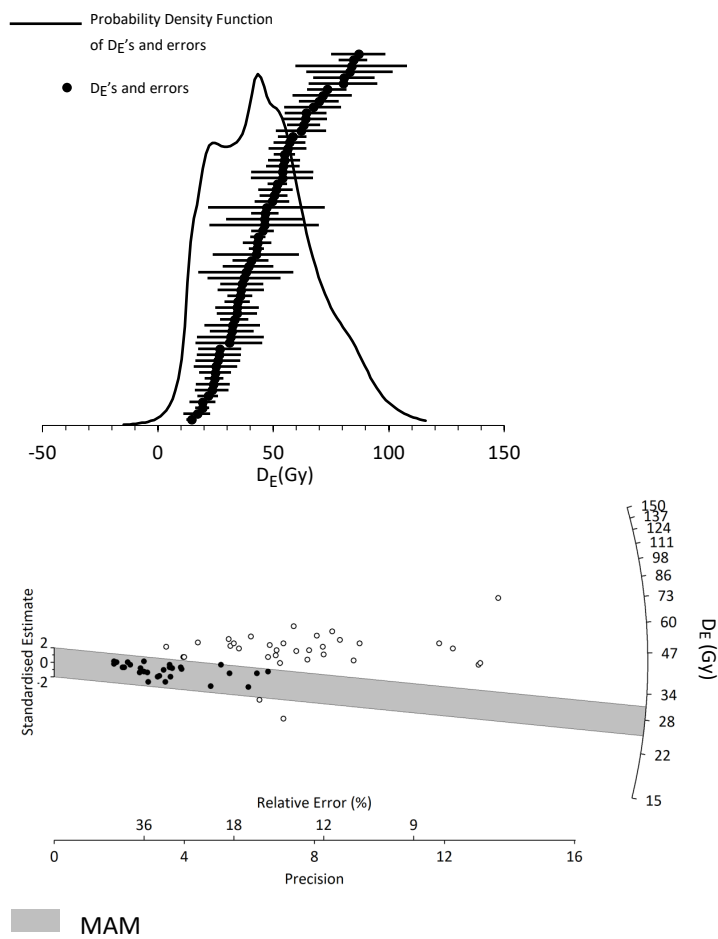 Probability Density Function
of DE's and errors
DE's and errors
-50 0 50 100 150
DE(Gy)
150
137
124
111
98
86
73
60
47
34
28
22
15
DE (Gy)
Standardised Estimate
2
0
-2
Relative Error (%)
36 18 12 9
0 4 8 12 16
Precision
MAM